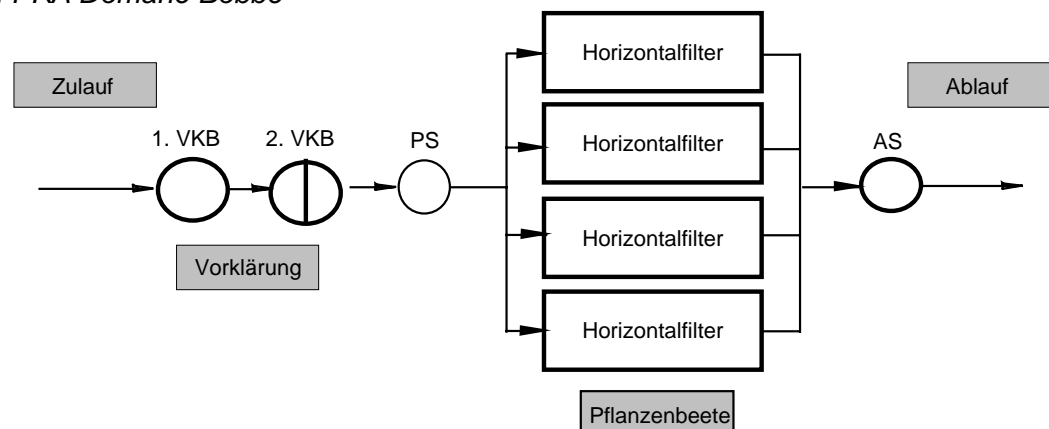 Horizontalfilter
Zulauf
Ablauf
Horizontalfilter
1. VKB
2. VKB
PS
AS
Horizontalfilter
Vorklärung
Horizontalfilter
Pflanzenbeete